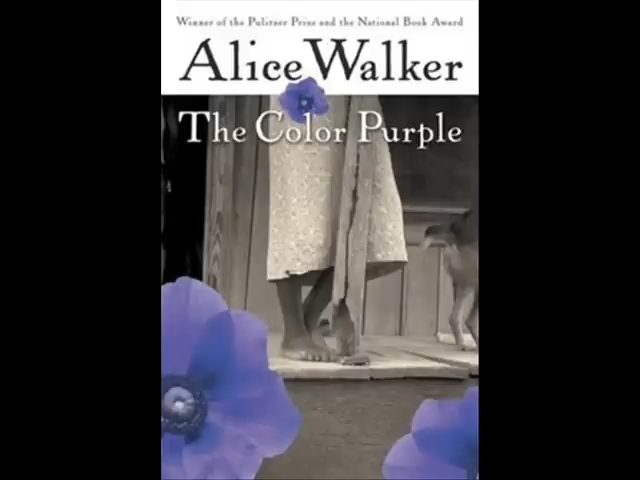 Winner of the Pulitzer Prize and the National Book Award
Alice Walker
The Color Purple